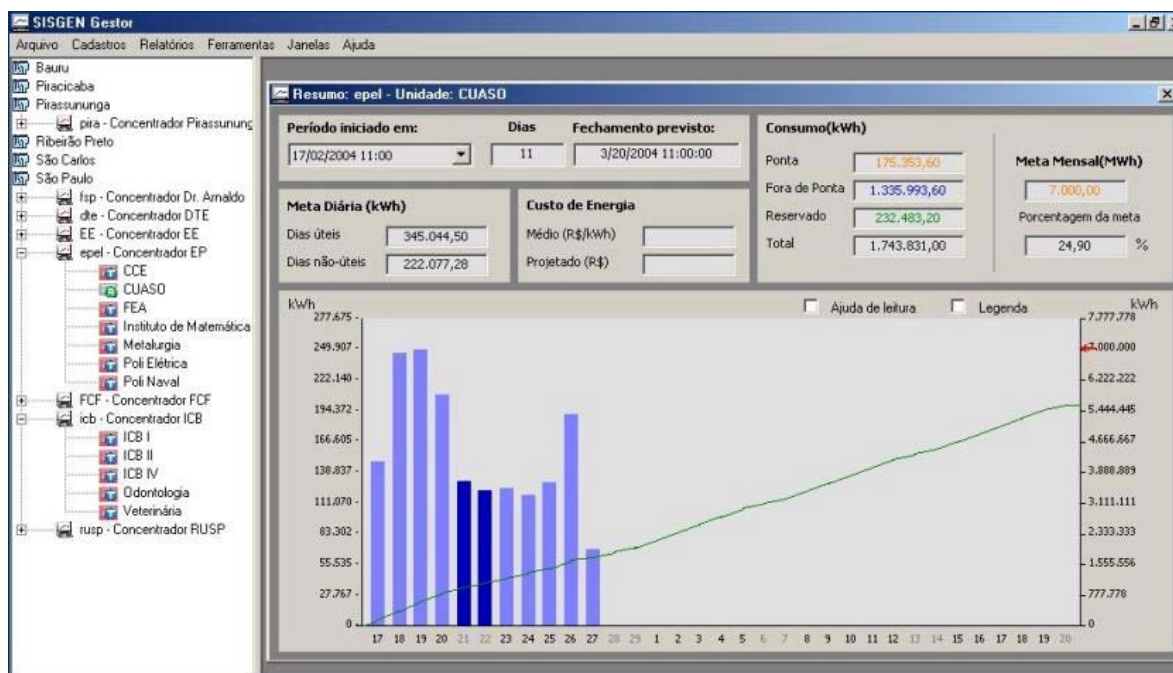 SISGEN Gestor
Arquivo Cadastros Relatórios Ferramentas Janelas Ajuda
Bauru
Piracicaba
Pirassununga
pira - Concentrador Pirassunung
Ribeirão Preto
São Carlos
São Paulo
fsp - Concentrador Dr. Arnaldo
dte - Concentrador DTE
EE - Concentrador EE
epel - Concentrador EP
CCE
CUASO
FEA
Instituto de Matemática
Metalurgia
Poli Elétrica
Poli Naval
FCF - Concentrador FCF
icb - Concentrador ICB
ICB I
ICB II
ICB IV
Odontologia
Veterinária
rusp - Concentrador RUSP
Resumo: epel - Unidade: CUASO
Período iniciado em: Dias Fechamento previsto:
17/02/2004 11:00 11 3/20/2004 11:00:00
Meta Diária (kWh)
Dias úteis 345.044,50
Dias não-úteis 222.077,28
Custo de Energia
Médio (R$/kWh)
Projetado (R$)
Consumo(kWh)
Ponta 175.353,60
Fora de Ponta 1.335.993,60
Reservado 232.483,20
Total 1.743.831,00
Meta Mensal(MWh)
7.000,00
Porcentagem da meta
24,90 %
Ajuda de leitura Legenda
kWh
277.675
249.907
222.140
194.372
166.605
138.837
111.070
83.302
55.535
27.767
0
kWh
7.777.778
7.000.000
6.222.222
5.444.445
4.666.667
3.888.889
3.111.111
2.333.333
1.555.556
777.778
0
17 18 19 20 21 22 23 24 25 26 27 28 29 1 2 3 4 5 6 7 8 9 10 11 12 13 14 15 16 17 18 19 20